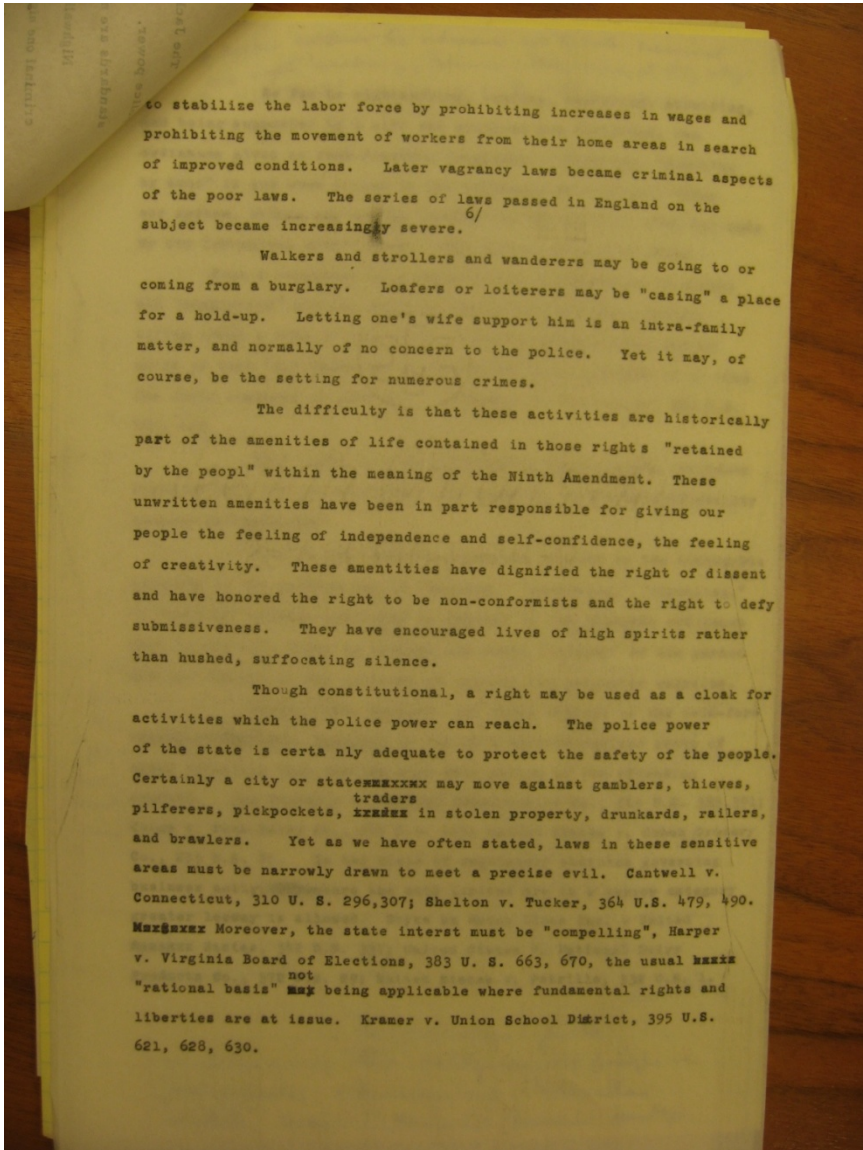 to stabilize the labor force by prohibiting increases in wages and
prohibiting the movement of workers from their home areas in search
of improved conditions. Later vagrancy laws became criminal aspects
of the poor laws. The series of laws passed in England on the
6/
subject became increasingly severe.
Walkers and strollers and wanderers may be going to or
coming from a burglary. Loafers or loiterers may be "casing" a place
for a hold-up. Letting one's wife support him is an intra-family
matter, and normally of no concern to the police. Yet it may, of
course, be the setting for numerous crimes.
The difficulty is that these activities are historically
part of the amenities of life contained in those right s "retained
by the peopl" within the meaning of the Ninth Amendment. These
unwritten amenities have been in part responsible for giving our
people the feeling of independence and self-confidence, the feeling
of creativity. These amentities have dignified the right of dissent
and have honored the right to be non-conformists and the right to defy
submissiveness. They have encouraged lives of high spirits rather
than hushed, suffocating silence.
Though constitutional, a right may be used as a cloak for
activities which the police power can reach. The police power
of the state is certa nly adequate to protect the safety of the people.
Certainly a city or state may move against gamblers, thieves,
traders
pilferers, pickpockets, in stolen property, drunkards, railers,
and brawlers. Yet as we have often stated, laws in these sensitive
areas must be narrowly drawn to meet a precise evil. Cantwell v.
Connecticut, 310 U. S. 296,307; Shelton v. Tucker, 364 U.S. 479, 490.
Moreover, the state interst must be "compelling", Harper
v. Virginia Board of Elections, 383 U. S. 663, 670, the usual
not
"rational basis" being applicable where fundamental rights and
liberties are at issue. Kramer v. Union School District, 395 U.S.
621, 628, 630.